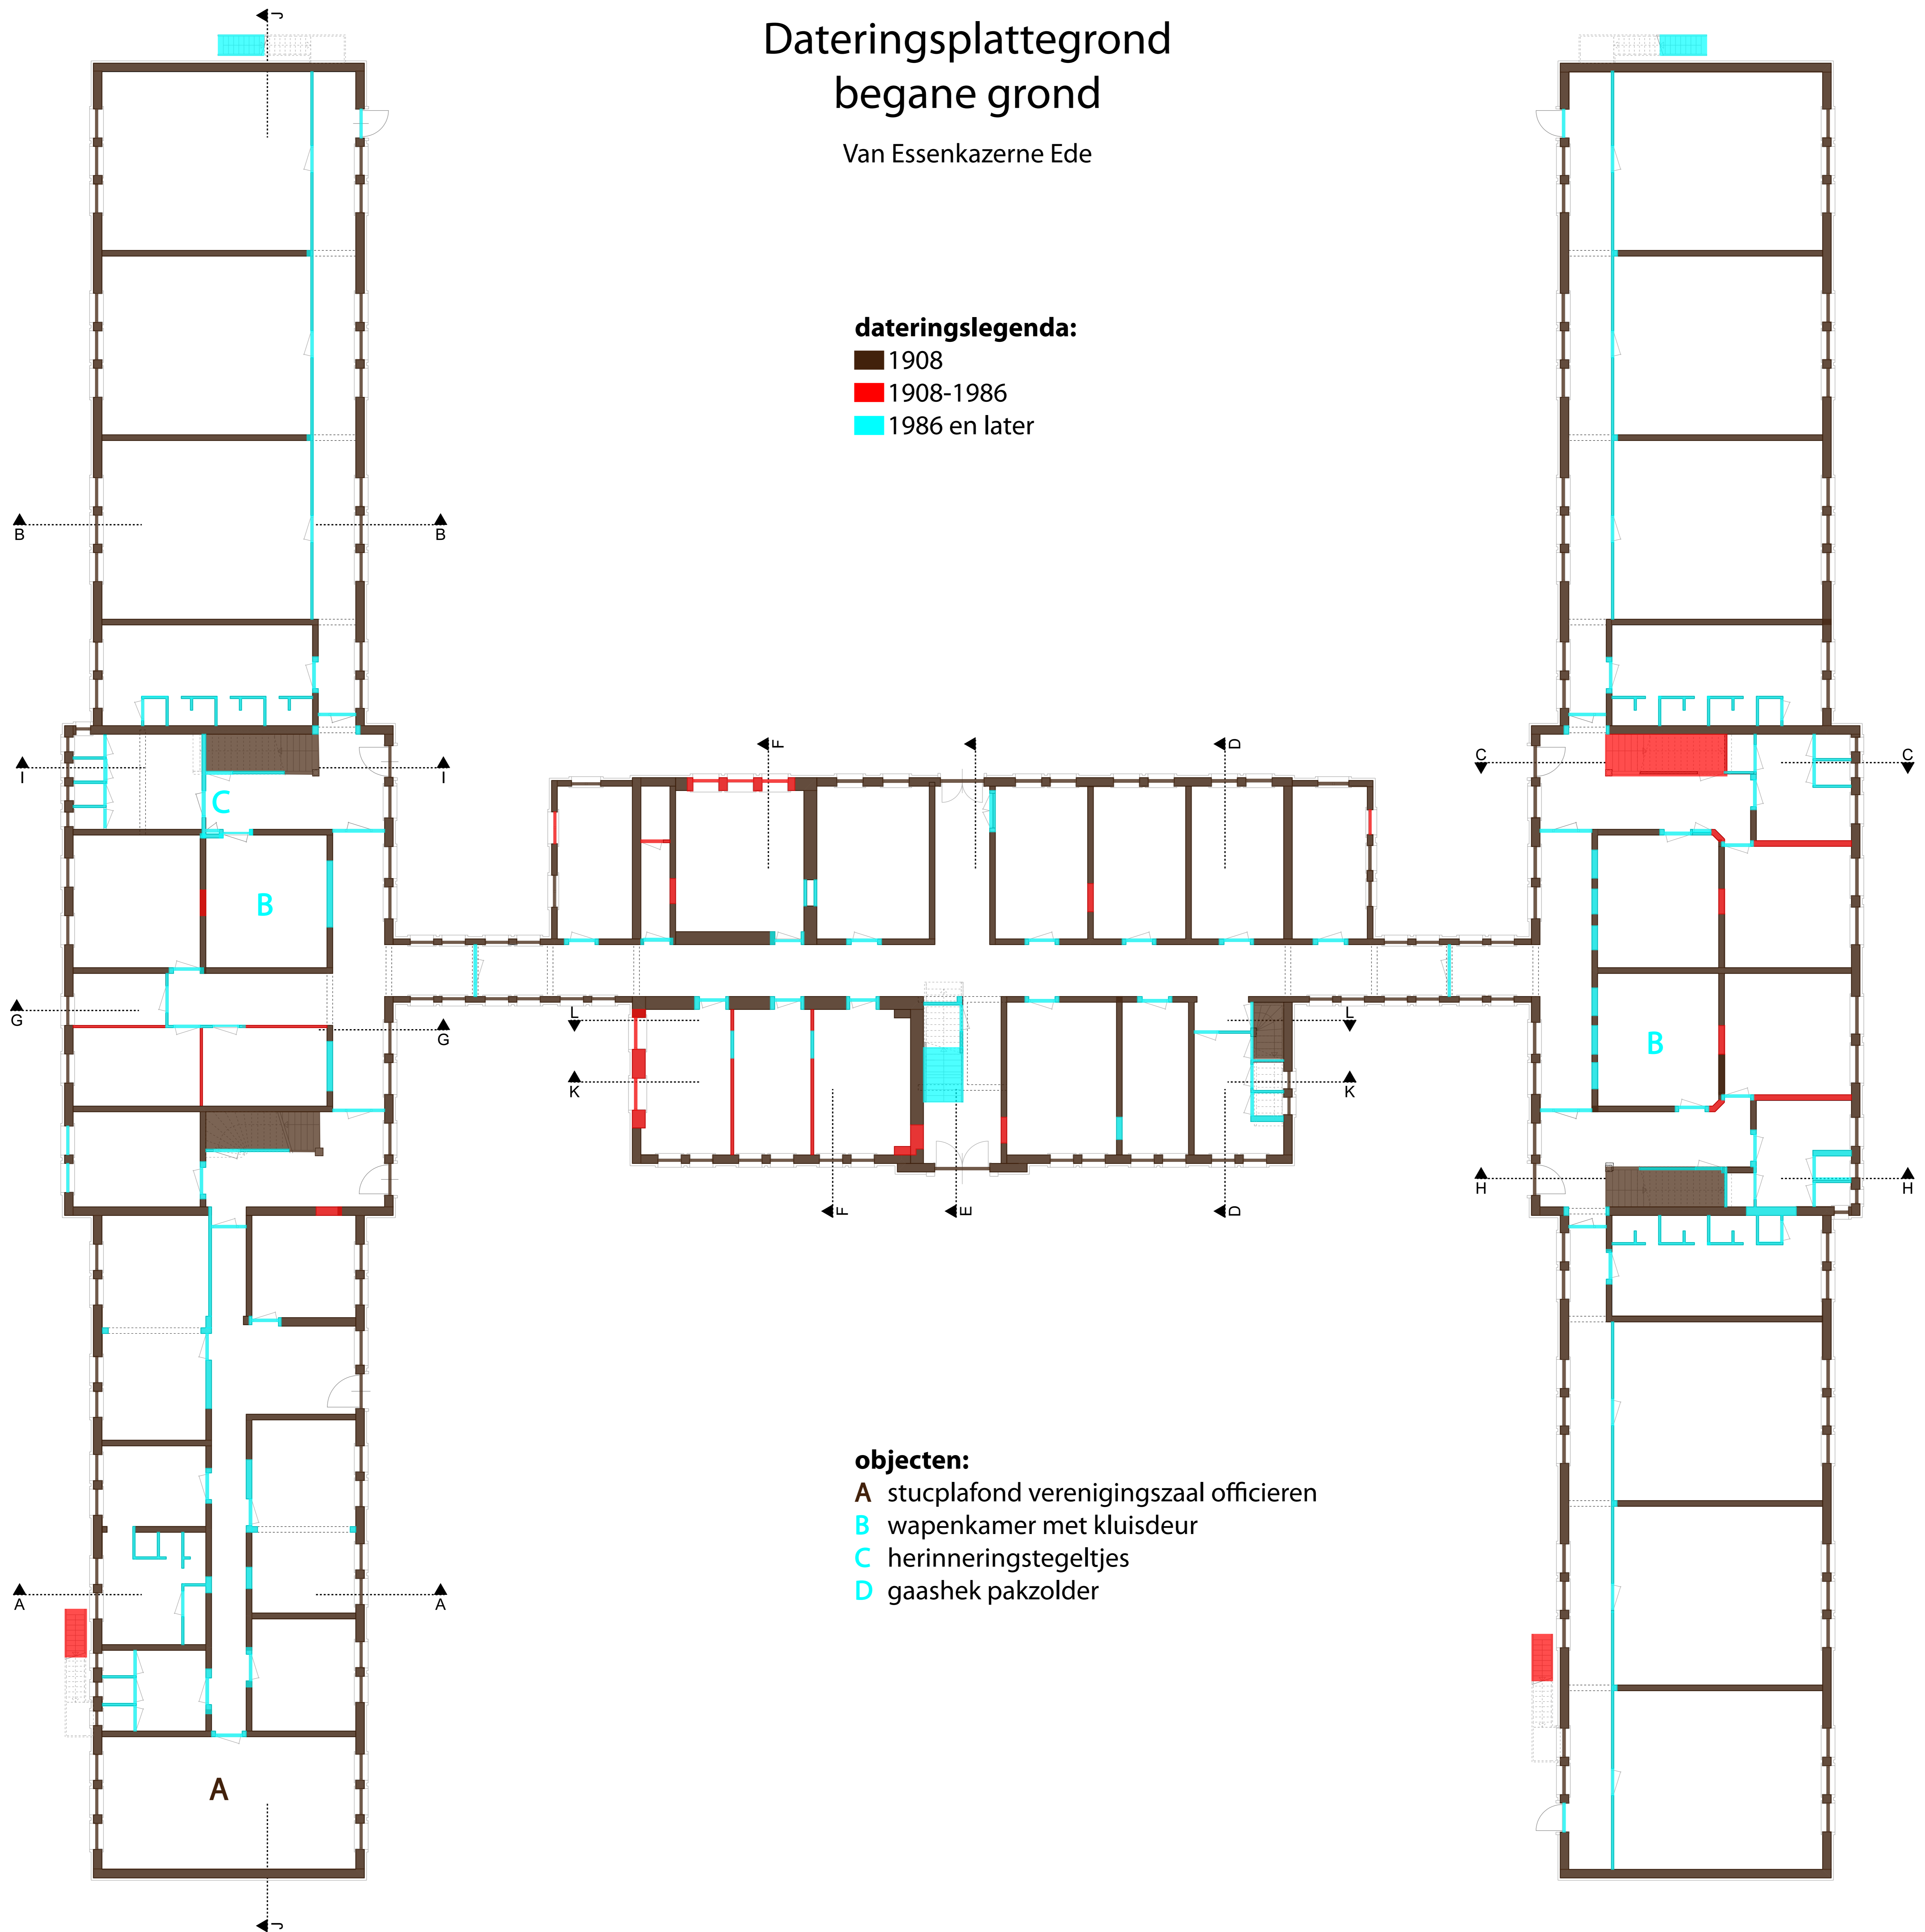 J
Dateringsplattegrond
begane grond
Van Essenkazerne Ede
dateringslegenda:
1908
1908-1986
1986 en later
B
B
I
I
C
F
D
C
C
B
G
G
L
L
K
K
B
F
E
D
H
H
objecten:
A stucplafond verenigingszaal officieren
B wapenkamer met kluisdeur
C herinneringstegeltjes
D gaashek pakzolder
A
A
A
J